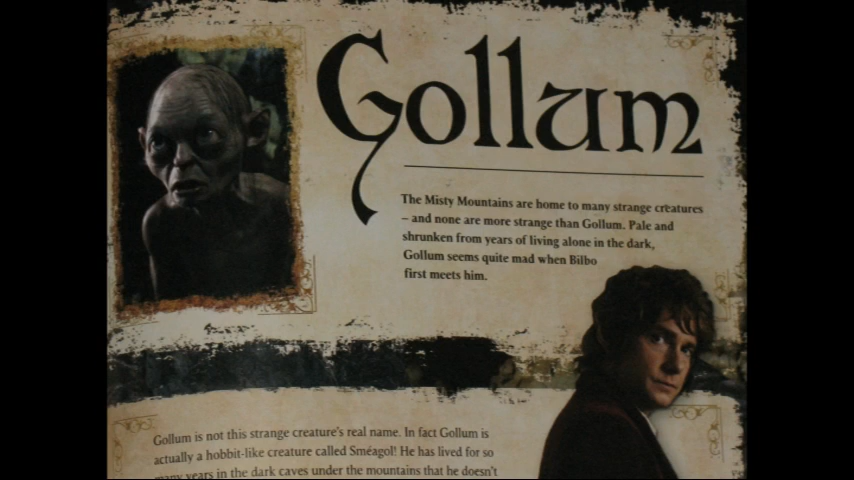 Gollum
The Misty Mountains are home to many strange creatures
– and none are more strange than Gollum. Pale and
shrunken from years of living alone in the dark,
Gollum seems quite mad when Bilbo
first meets him.
Gollum is not this strange creature's real name. In fact Gollum is
actually a hobbit-like creature called Sméagol! He has lived for so
many years in the dark caves under the mountains that he doesn't